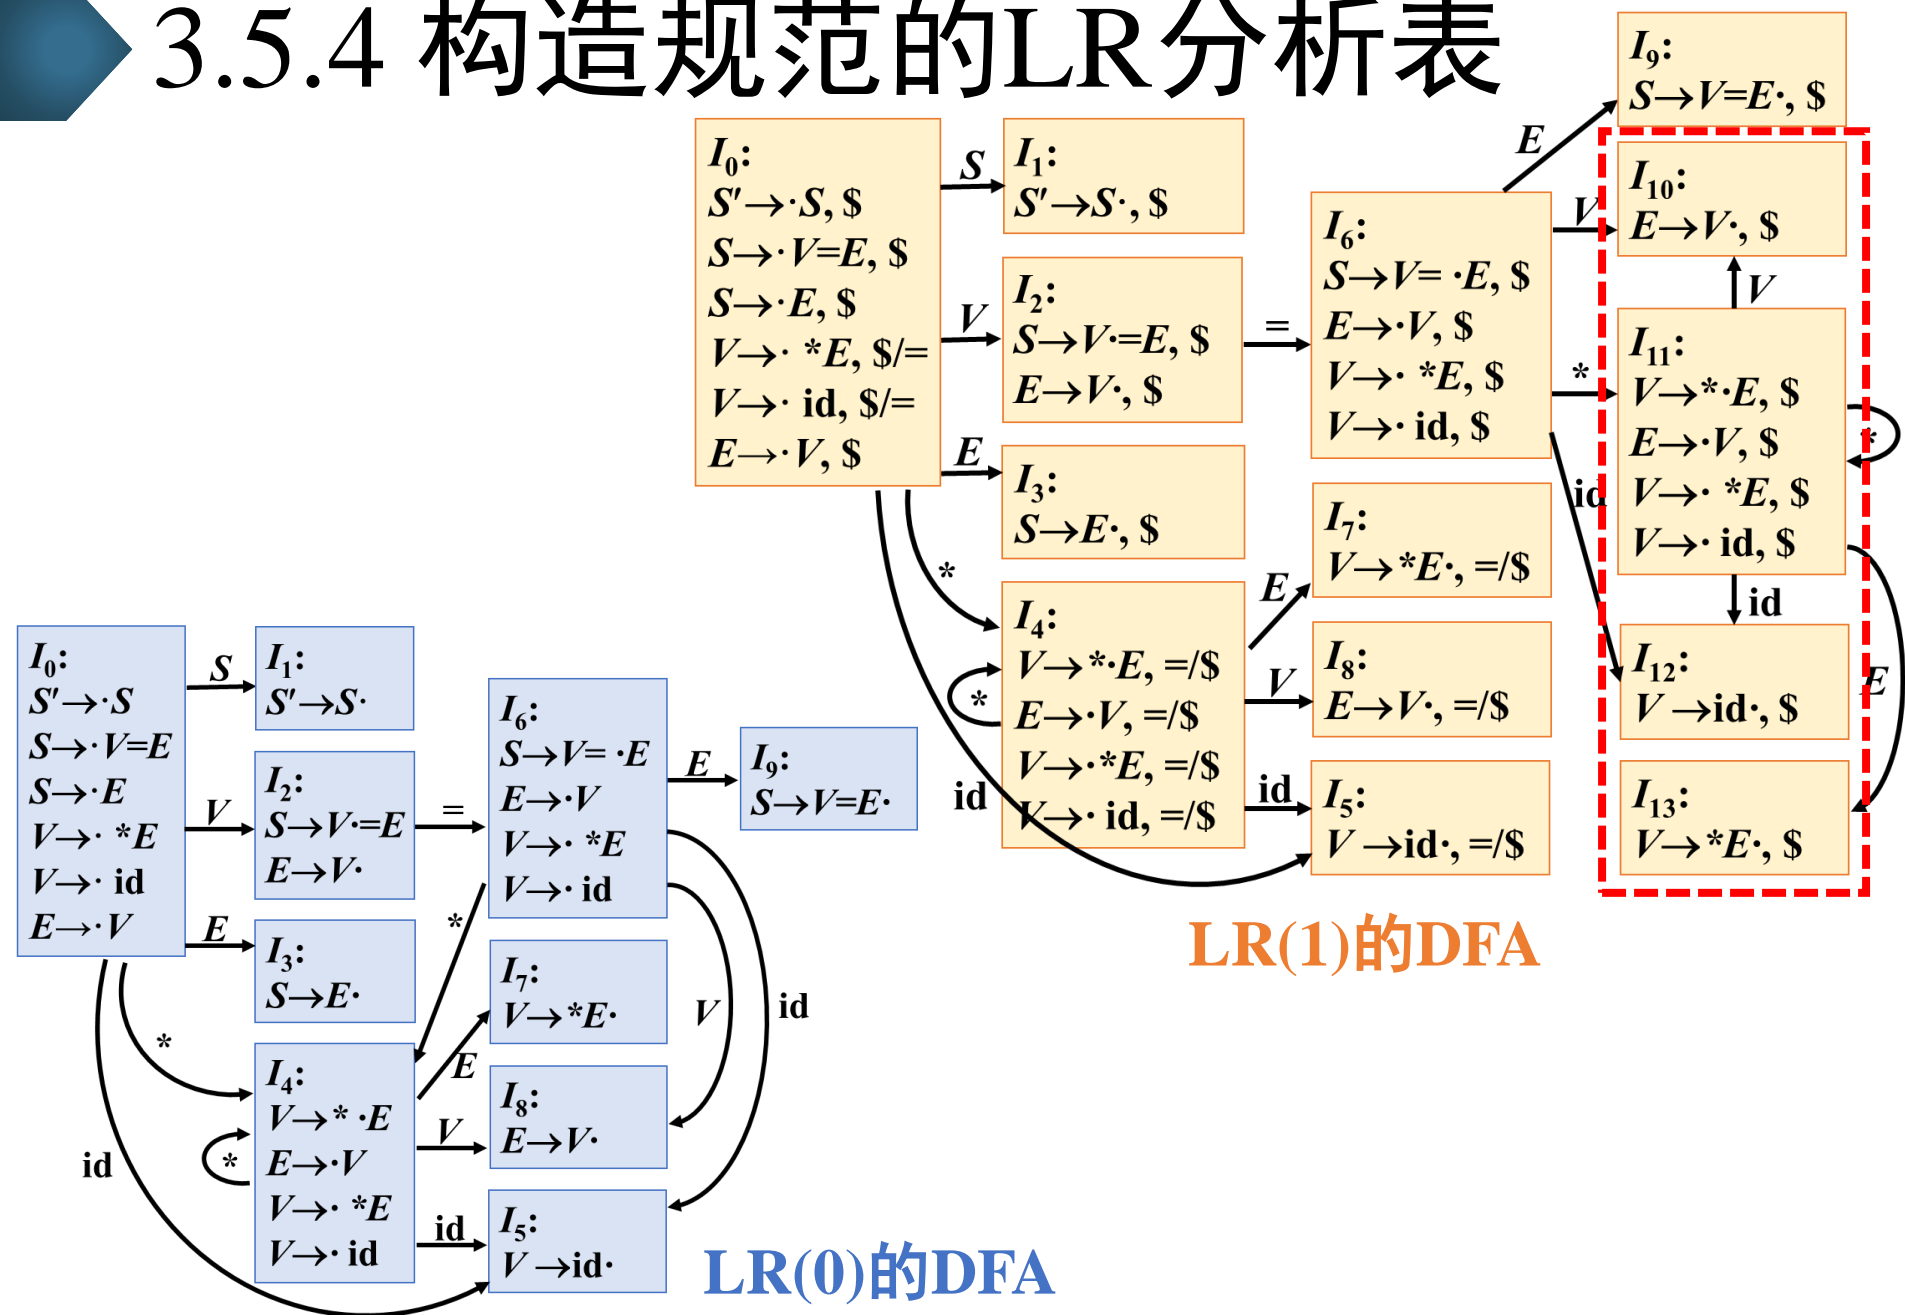 3.5.4 构造规范的LR分析表
I0:
S′→·S, $
S→·V=E, $
S→·E, $
V→· *E, $/=
V→· id, $/=
E→·V, $
S
I1:
S′→S·, $
V
I2:
S→V·=E, $
E→V·, $
=
E
I3:
S→E·, $
*
id
I4:
V→*·E, =/$
E→·V, =/$
V→·*E, =/$
V→· id, =/$
*
E
V
id
I6:
S→V= ·E, $
E→·V, $
V→· *E, $
V→· id, $
I7:
V→*E·, =/$
I8:
E→V·, =/$
I5:
V →id·, =/$
E
V
*
id
I9:
S→V=E·, $
I10:
E→V·, $
V
I11:
V→*·E, $
E→·V, $
V→· *E, $
V→· id, $
*
id
E
I12:
V →id·, $
I13:
V→*E·, $
LR(1)的DFA
I0:
S′→·S
S→·V=E
S→·E
V→· *E
V→· id
E→·V
S
I1:
S′→S·
V
I2:
S→V·=E
E→V·
=
E
I3:
S→E·
*
id
I4:
V→* ·E
E→·V
V→· *E
V→· id
*
E
V
id
I6:
S→V= ·E
E→·V
V→· *E
V→· id
*
E
V
id
I9:
S→V=E·
I7:
V→*E·
I8:
E→V·
I5:
V →id·
LR(0)的DFA